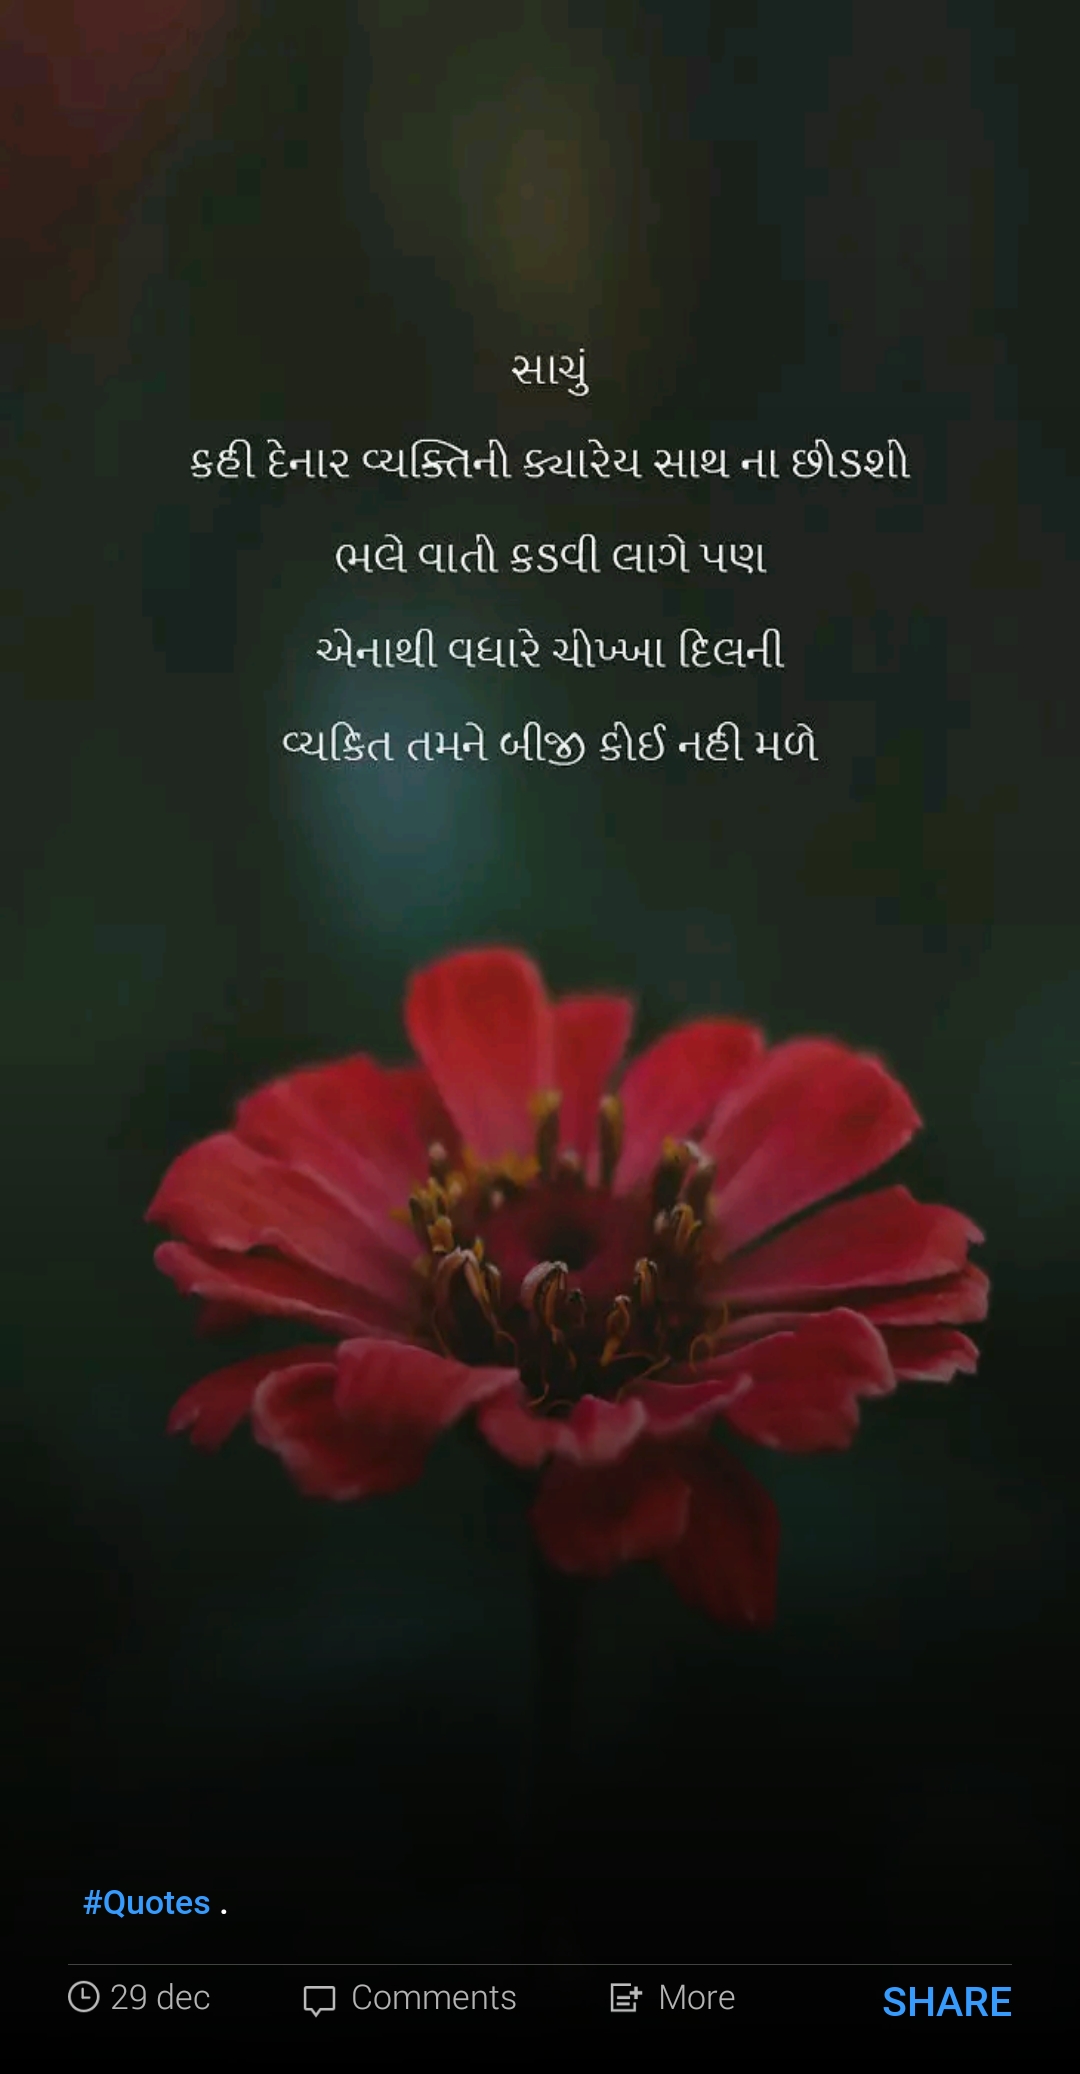 સાચું
કહી દેનાર વ્યક્તિનો ક્યારેય સાથ ના છોડશો
ભલે વાતો કડવી લાગે પણ
એનાથી વધારે ચોખ્ખા દિલની
વ્યકિત તમને બીજી કોઈ નહી મળે
#Quotes .
29 dec Comments More SHARE